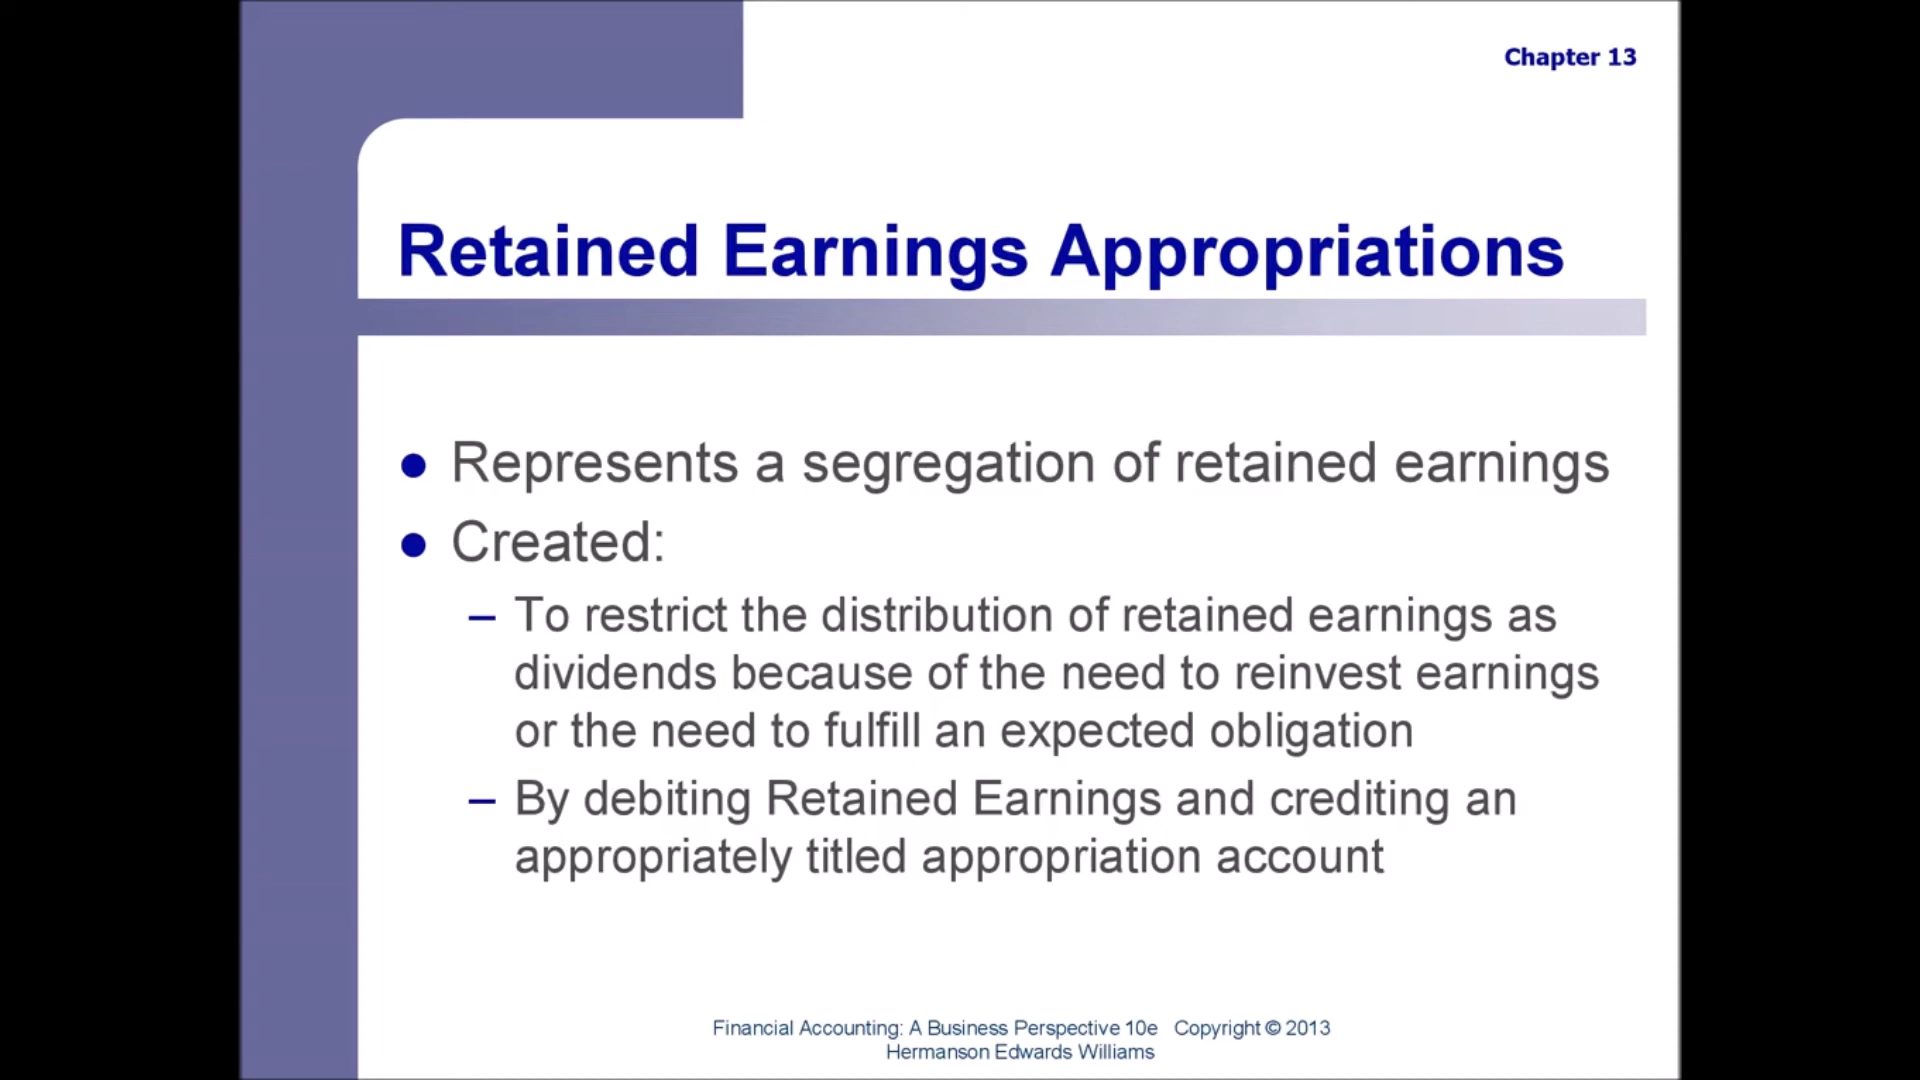 Chapter 13
Retained Earnings Appropriations
● Represents a segregation of retained earnings
● Created:
– To restrict the distribution of retained earnings as
dividends because of the need to reinvest earnings
or the need to fulfill an expected obligation
– By debiting Retained Earnings and crediting an
appropriately titled appropriation account
Financial Accounting: A Business Perspective 10e Copyright © 2013
Hermanson Edwards Williams